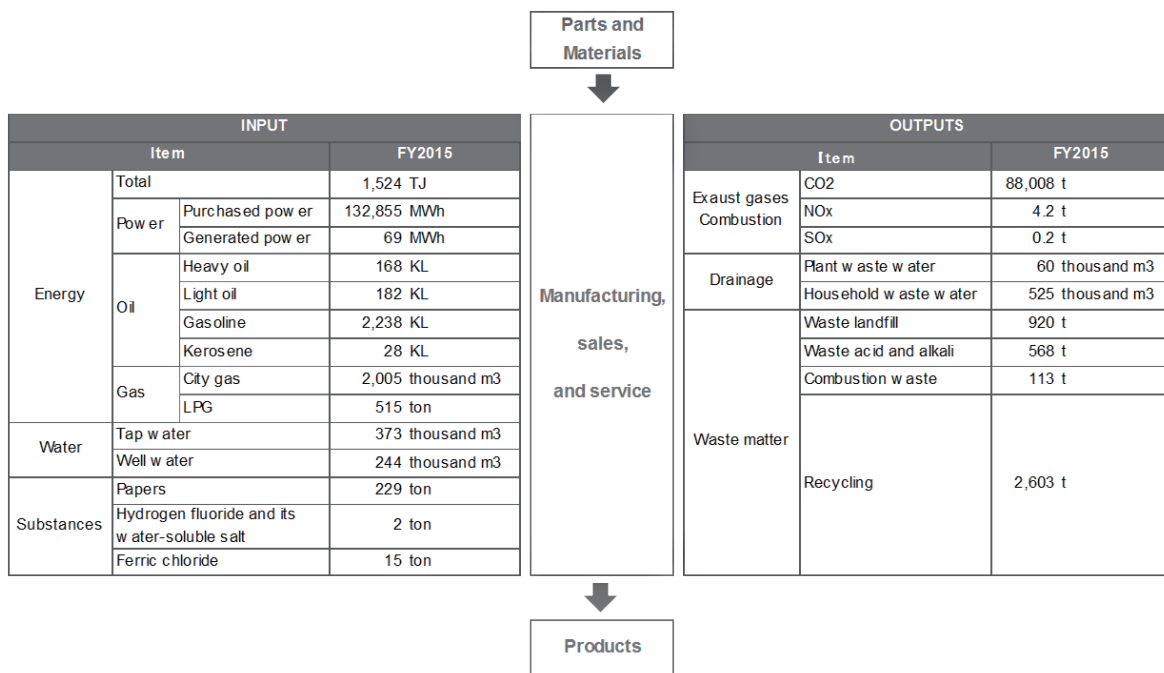 Parts and
Materials
INPUT
Item FY2015
Energy
Total 1,524 TJ
Power
Purchased power 132,855 MWh
Generated power 69 MWh
Oil
Heavy oil 168 KL
Light oil 182 KL
Gasoline 2,238 KL
Kerosene 28 KL
Gas
City gas 2,005 thousand m3
LPG 515 ton
Water
Tap water 373 thousand m3
Well water 244 thousand m3
Substances
Papers 229 ton
Hydrogen fluoride and its
water-soluble salt 2 ton
Ferric chloride 15 ton
Manufacturing,
sales,
and service
OUTPUTS
Item FY2015
Exaust gases
Combustion
CO2 88,008 t
NOx 4.2 t
SOx 0.2 t
Drainage
Plant waste water 60 thousand m3
Household waste water 525 thousand m3
Waste matter
Waste landfill 920 t
Waste acid and alkali 568 t
Combustion waste 113 t
Recycling 2,603 t
Products